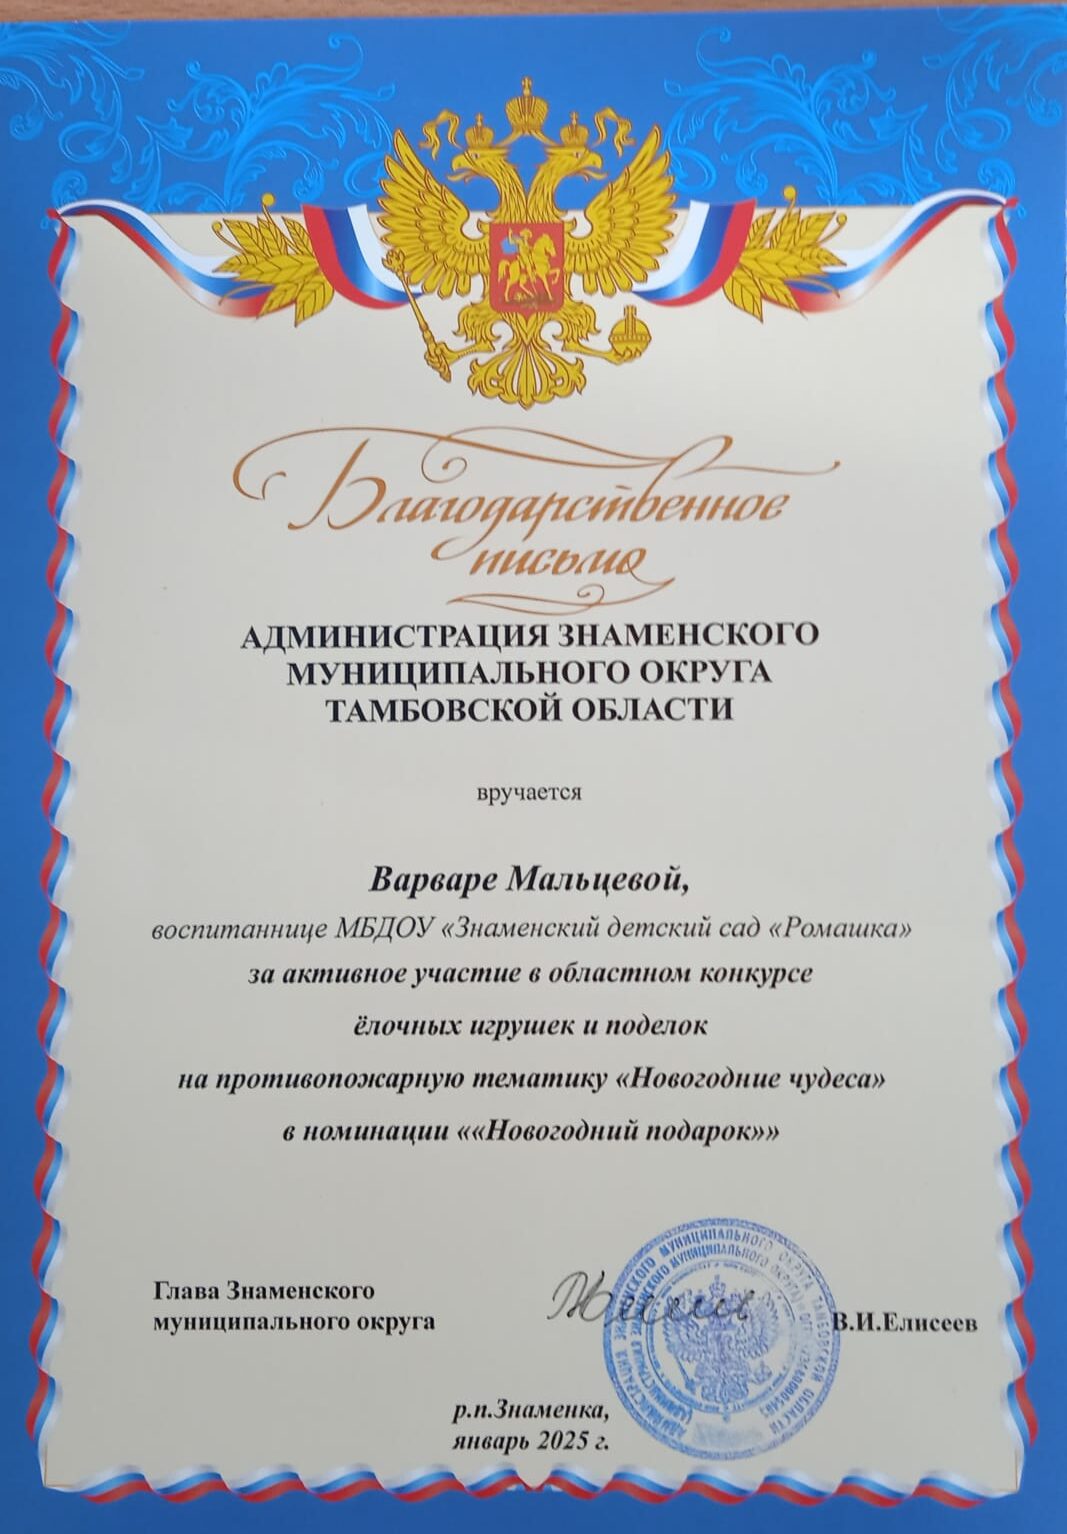 Благодарственное
письмо
АДМИНИСТРАЦИЯ ЗНАМЕНСКОГО
МУНИЦИПАЛЬНОГО ОКРУГА
ТАМБОВСКОЙ ОБЛАСТИ
вручается
Варваре Мальцевой,
воспитаннице МБДОУ «Знаменский детский сад «Ромашка»
за активное участие в областном конкурсе
ёлочных игрушек и поделок
на противопожарную тематику «Новогодние чудеса»
в номинации ««Новогодний подарок»»
Глава Знаменского
муниципального округа
В.И.Елисеев
р.п.Знаменка,
январь 2025 г.